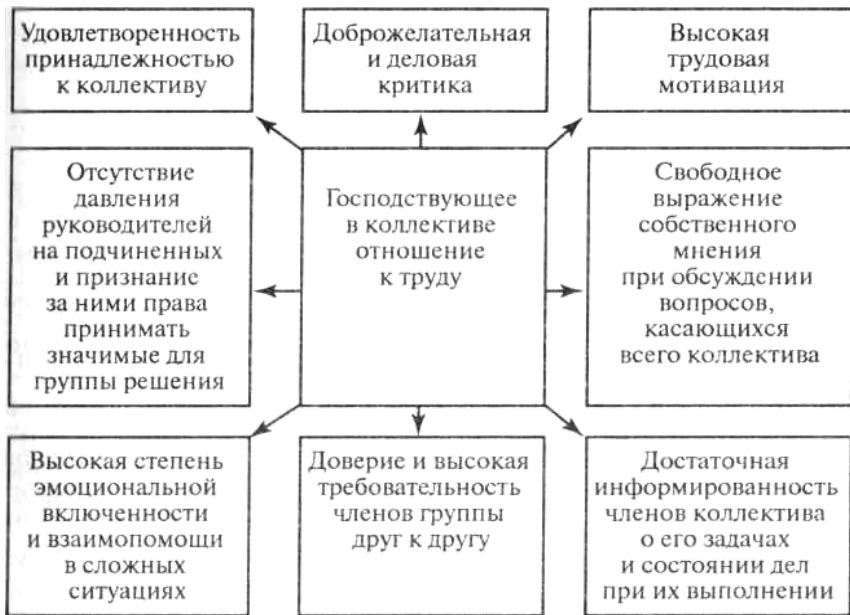 Удовлетворенность
принадлежностью
к коллективу
Доброжелательная
и деловая
критика
Высокая
трудовая
мотивация
Отсутствие
давления
руководителей
на подчиненных
и признание
за ними права
принимать
значимые для
группы решения
Господствующее
в коллективе
отношение
к труду
Свободное
выражение
собственного
мнения
при обсуждении
вопросов,
касающихся
всего коллектива
Высокая степень
эмоциональной
включенности
и взаимопомощи
в сложных
ситуациях
Доверие и высокая
требовательность
членов группы
друг к другу
Достаточная
информированность
членов коллектива
о его задачах
и состоянии дел
при их выполнении